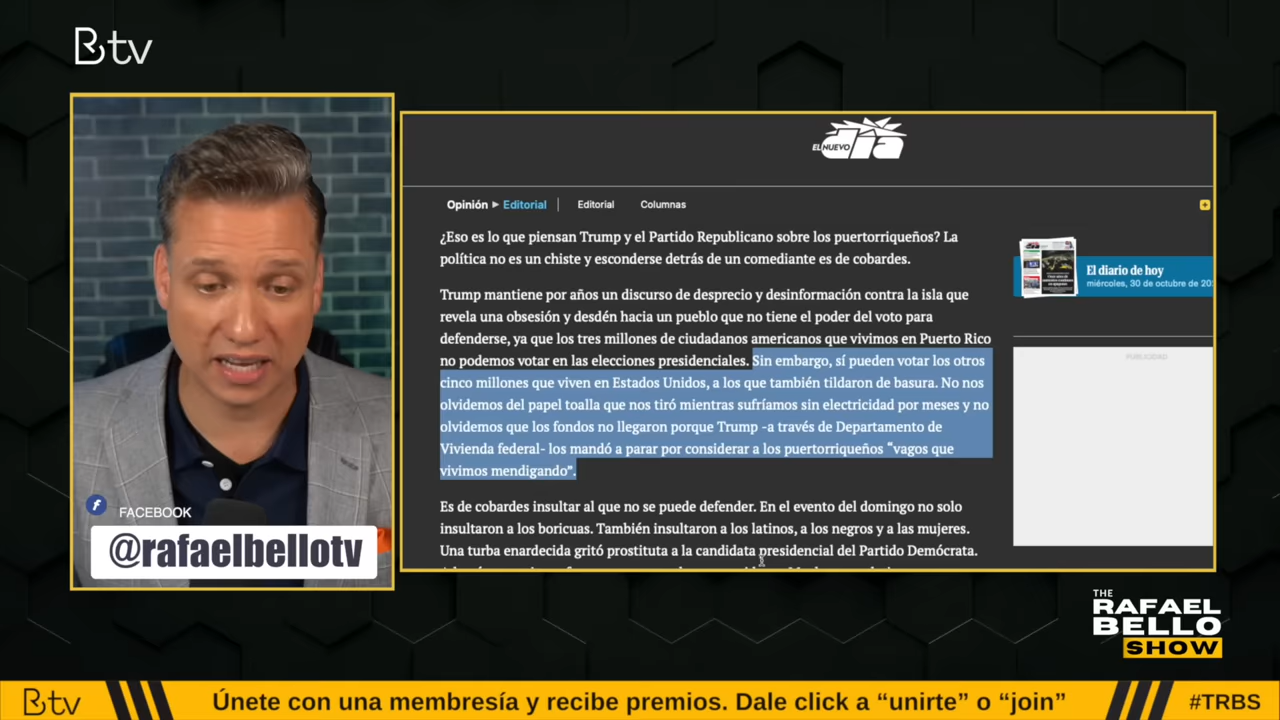 Btv
EL NUEVO día
Opinión ▸ Editorial | Editorial Columnas
¿Eso es lo que piensan Trump y el Partido Republicano sobre los puertorriqueños? La
política no es un chiste y esconderse detrás de un comediante es de cobardes.
Trump mantiene por años un discurso de desprecio y desinformación contra la isla que
revela una obsesión y desdén hacia un pueblo que no tiene el poder del voto para
defenderse, ya que los tres millones de ciudadanos americanos que vivimos en Puerto Rico
no podemos votar en las elecciones presidenciales. Sin embargo, sí pueden votar los otros
cinco millones que viven en Estados Unidos, a los que también tildaron de basura. No nos
olvidemos del papel toalla que nos tiró mientras sufríamos sin electricidad por meses y no
olvidemos que los fondos no llegaron porque Trump -a través de Departamento de
Vivienda federal- los mandó a parar por considerar a los puertorriqueños “vagos que
vivimos mendigando”.
Es de cobardes insultar al que no se puede defender. En el evento del domingo no solo
insultaron a los boricuas. También insultaron a los latinos, a los negros y a las mujeres.
Una turba enardecida gritó prostituta a la candidata presidencial del Partido Demócrata.
El diario de hoy
miércoles, 30 de octubre de 20
PUBLICIDAD
FACEBOOK
@rafaelbellotv
THE
RAFAEL
BELLO
SHOW
Btv
Únete con una membresía y recibe premios. Dale click a “unirte” o “join”
#TRBS